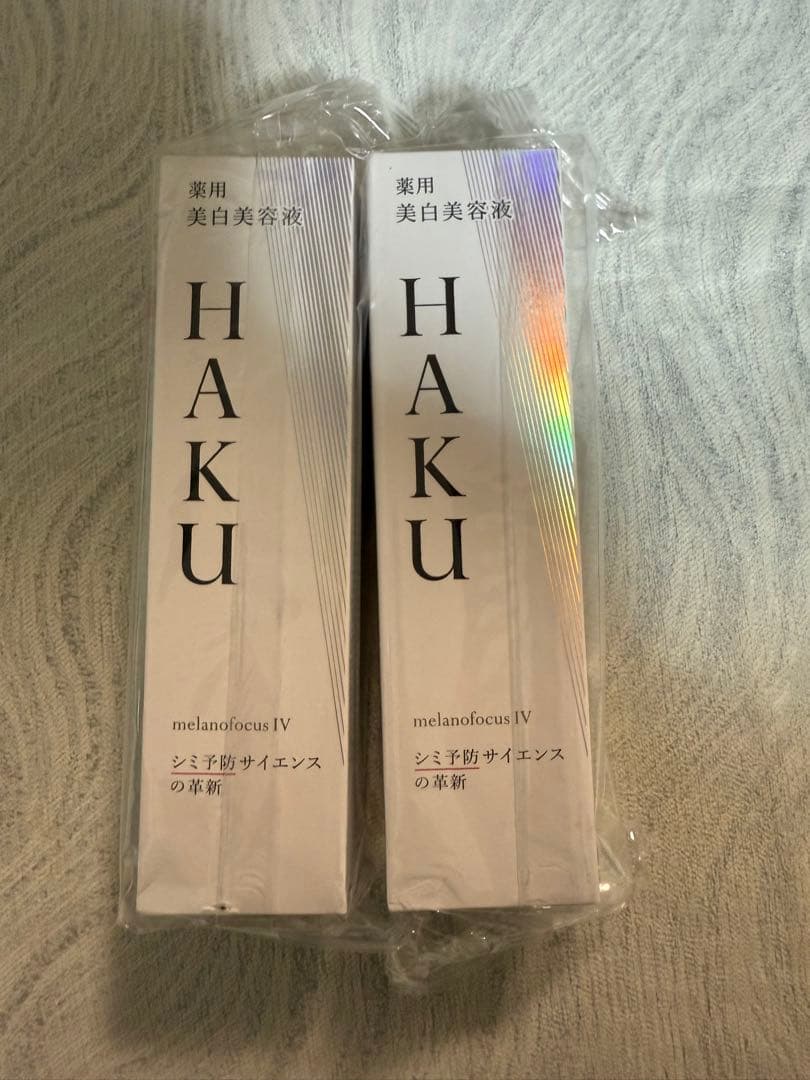 薬用
美白美容液
HAKU
melanofocus IV
シミ予防サイエンス
の革新
薬用
美白美容液
HAKU
melanofocus IV
シミ予防サイエンス
の革新